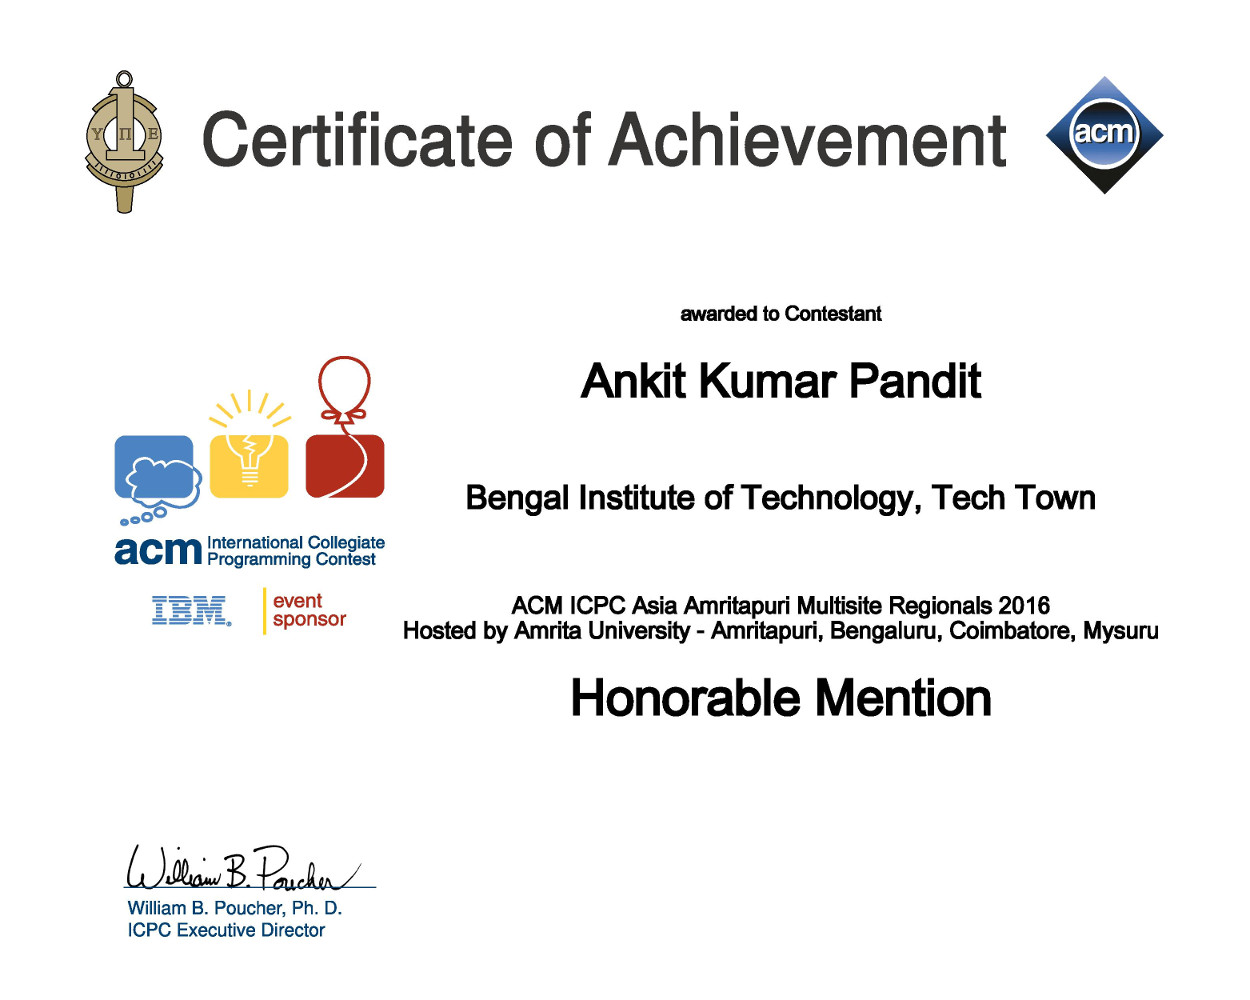 Certificate of Achievement
ΥΠΕ
acm
awarded to Contestant
Ankit Kumar Pandit
Bengal Institute of Technology, Tech Town
acm International Collegiate
Programming Contest
IBM® event
sponsor
ACM ICPC Asia Amritapuri Multisite Regionals 2016
Hosted by Amrita University - Amritapuri, Bengaluru, Coimbatore, Mysuru
Honorable Mention
William B. Poucher
William B. Poucher, Ph. D.
ICPC Executive Director